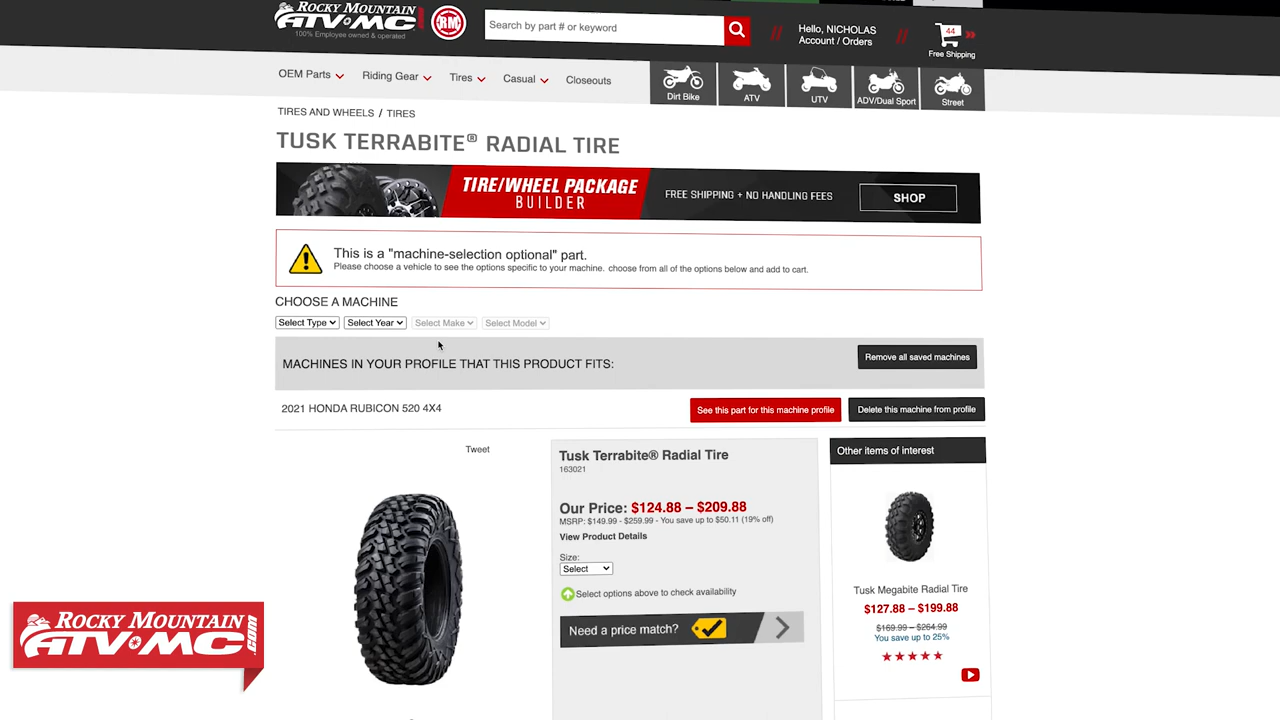 ROCKY MOUNTAIN
ATV MC
100% Employee owned & operated
RM
Search by part # or keyword
Hello, NICHOLAS
Account / Orders
44
Free Shipping
OEM Parts
Riding Gear
Tires
Casual
Closeouts
Dirt Bike
ATV
UTV
ADV/Dual Sport
Street
TIRES AND WHEELS / TIRES
TUSK TERRABITE® RADIAL TIRE
TIRE/WHEEL PACKAGE
BUILDER
FREE SHIPPING + NO HANDLING FEES
SHOP
This is a "machine-selection optional" part.
Please choose a vehicle to see the options specific to your machine. choose from all of the options below and add to cart.
CHOOSE A MACHINE
Select Type
Select Year
Select Make
Select Model
MACHINES IN YOUR PROFILE THAT THIS PRODUCT FITS:
Remove all saved machines
2021 HONDA RUBICON 520 4X4
See this part for this machine profile
Delete this machine from profile
Tweet
Tusk Terrabite® Radial Tire
163021
Our Price: $124.88 – $209.88
MSRP: $149.99 - $259.99 - You save up to $50.11 (19% off)
View Product Details
Size:
Select
Select options above to check availability
Need a price match?
Other items of interest
Tusk Megabite Radial Tire
$127.88 – $199.88
$169.99 – $264.99
You save up to 25%
ROCKY MOUNTAIN
ATV MC.com